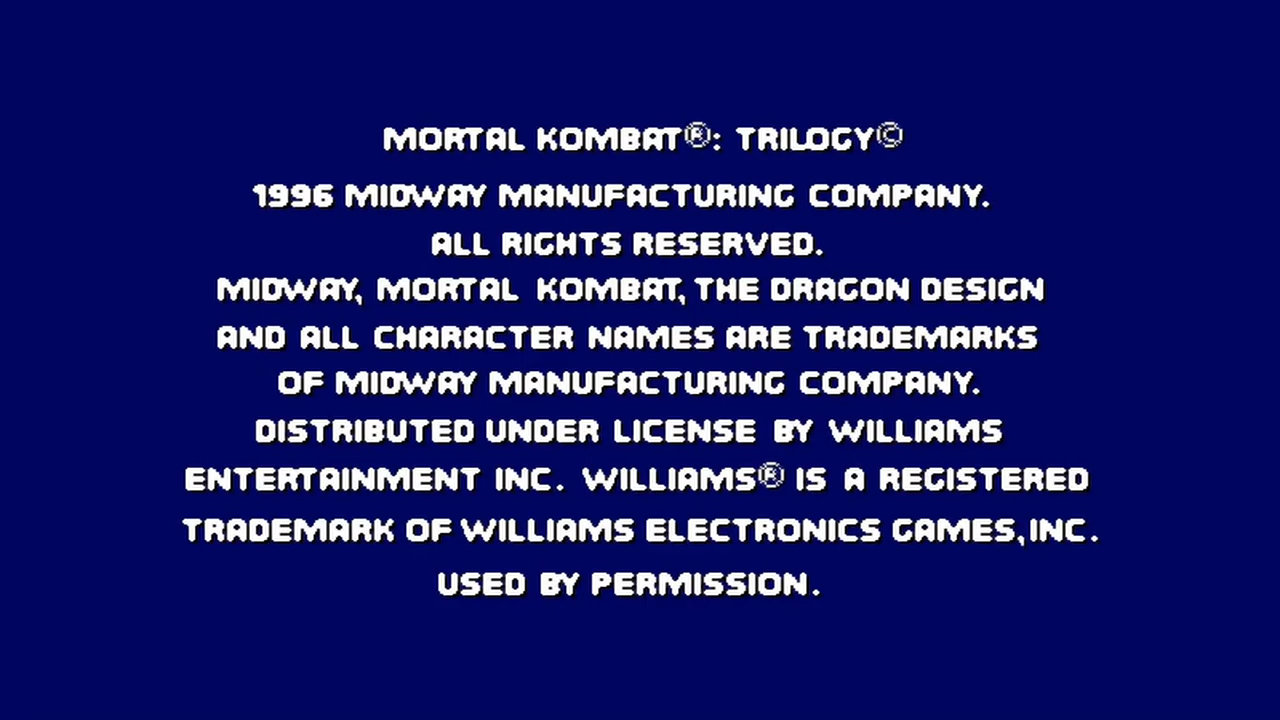 MORTAL KOMBAT®: TRILOGY©
1996 MIDWAY MANUFACTURING COMPANY.
ALL RIGHTS RESERVED.
MIDWAY, MORTAL KOMBAT, THE DRAGON DESIGN
AND ALL CHARACTER NAMES ARE TRADEMARKS
OF MIDWAY MANUFACTURING COMPANY.
DISTRIBUTED UNDER LICENSE BY WILLIAMS
ENTERTAINMENT INC. WILLIAMS® IS A REGISTERED
TRADEMARK OF WILLIAMS ELECTRONICS GAMES,INC.
USED BY PERMISSION.